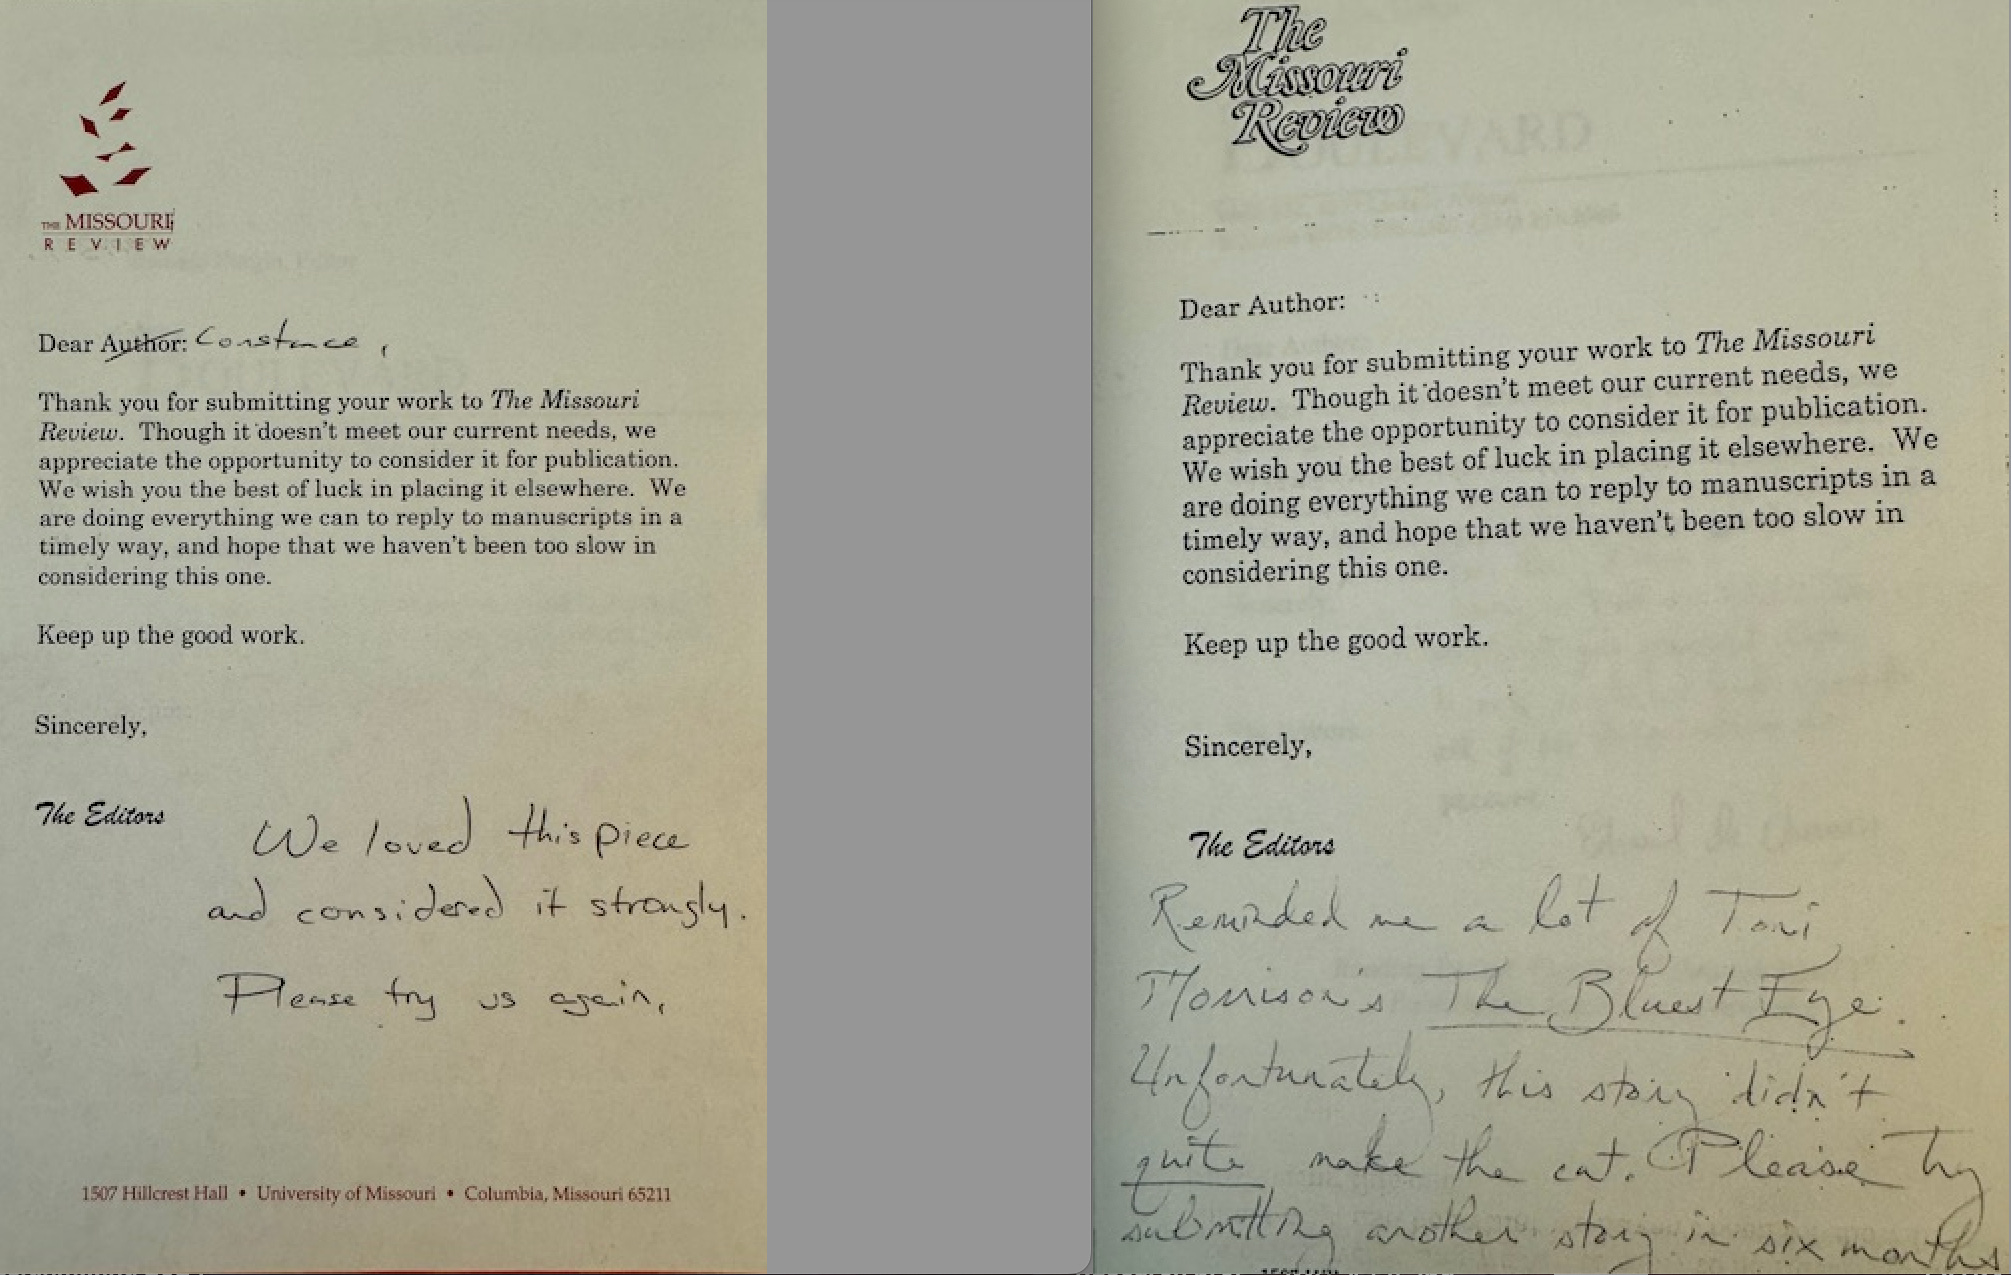 THE MISSOURI
REVIEW
Dear Author: Constance,
Thank you for submitting your work to The Missouri
Review. Though it doesn't meet our current needs, we
appreciate the opportunity to consider it for publication.
We wish you the best of luck in placing it elsewhere. We
are doing everything we can to reply to manuscripts in a
timely way, and hope that we haven't been too slow in
considering this one.
Keep up the good work.
Sincerely,
The Editors
We loved this piece
and considered it strongly.
Please try us again,
1507 Hillcrest Hall • University of Missouri • Columbia, Missouri 65211
The
Missouri
Review
Dear Author:
Thank you for submitting your work to The Missouri
Review. Though it doesn't meet our current needs, we
appreciate the opportunity to consider it for publication.
We wish you the best of luck in placing it elsewhere. We
are doing everything we can to reply to manuscripts in a
timely way, and hope that we haven't been too slow in
considering this one.
Keep up the good work.
Sincerely,
The Editors
Reminded me a lot of Toni
Morrison's The Bluest Eye.
Unfortunately, this story didn't
quite make the cut. Please try
submitting another story in six months